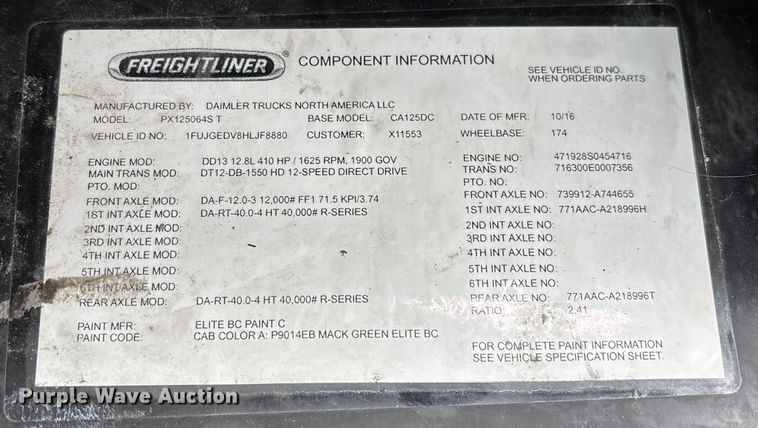 FREIGHTLINER
COMPONENT INFORMATION
SEE VEHICLE ID NO.
WHEN ORDERING PARTS
MANUFACTURED BY: DAIMLER TRUCKS NORTH AMERICA LLC
MODEL: PX125064S T BASE MODEL: CA125DC DATE OF MFR: 10/16
VEHICLE ID NO: 1FUJGEDV8HLJF8880 CUSTOMER: X11553 WHEELBASE: 174
ENGINE MOD: DD13 12.8L 410 HP / 1625 RPM, 1900 GOV ENGINE NO: 471928S0454716
MAIN TRANS MOD: DT12-DB-1550 HD 12-SPEED DIRECT DRIVE TRANS NO: 716300E0007356
PTO. MOD: PTO. NO:
FRONT AXLE MOD: DA-F-12.0-3 12,000# FF1 71.5 KPI/3.74 FRONT AXLE NO: 739912-A744655
1ST INT AXLE MOD: DA-RT-40.0-4 HT 40,000# R-SERIES 1ST INT AXLE NO: 771AAC-A218996H
2ND INT AXLE MOD: 2ND INT AXLE NO:
3RD INT AXLE MOD: 3RD INT AXLE NO:
4TH INT AXLE MOD: 4TH INT AXLE NO:
5TH INT AXLE MOD: 5TH INT AXLE NO:
6TH INT AXLE MOD: 6TH INT AXLE NO:
REAR AXLE MOD: DA-RT-40.0-4 HT 40,000# R-SERIES REAR AXLE NO: 771AAC-A218996T
RATIO: 2.41
PAINT MFR: ELITE BC PAINT C
PAINT CODE: CAB COLOR A: P9014EB MACK GREEN ELITE BC
FOR COMPLETE PAINT INFORMATION
SEE VEHICLE SPECIFICATION SHEET.
Purple Wave Auction